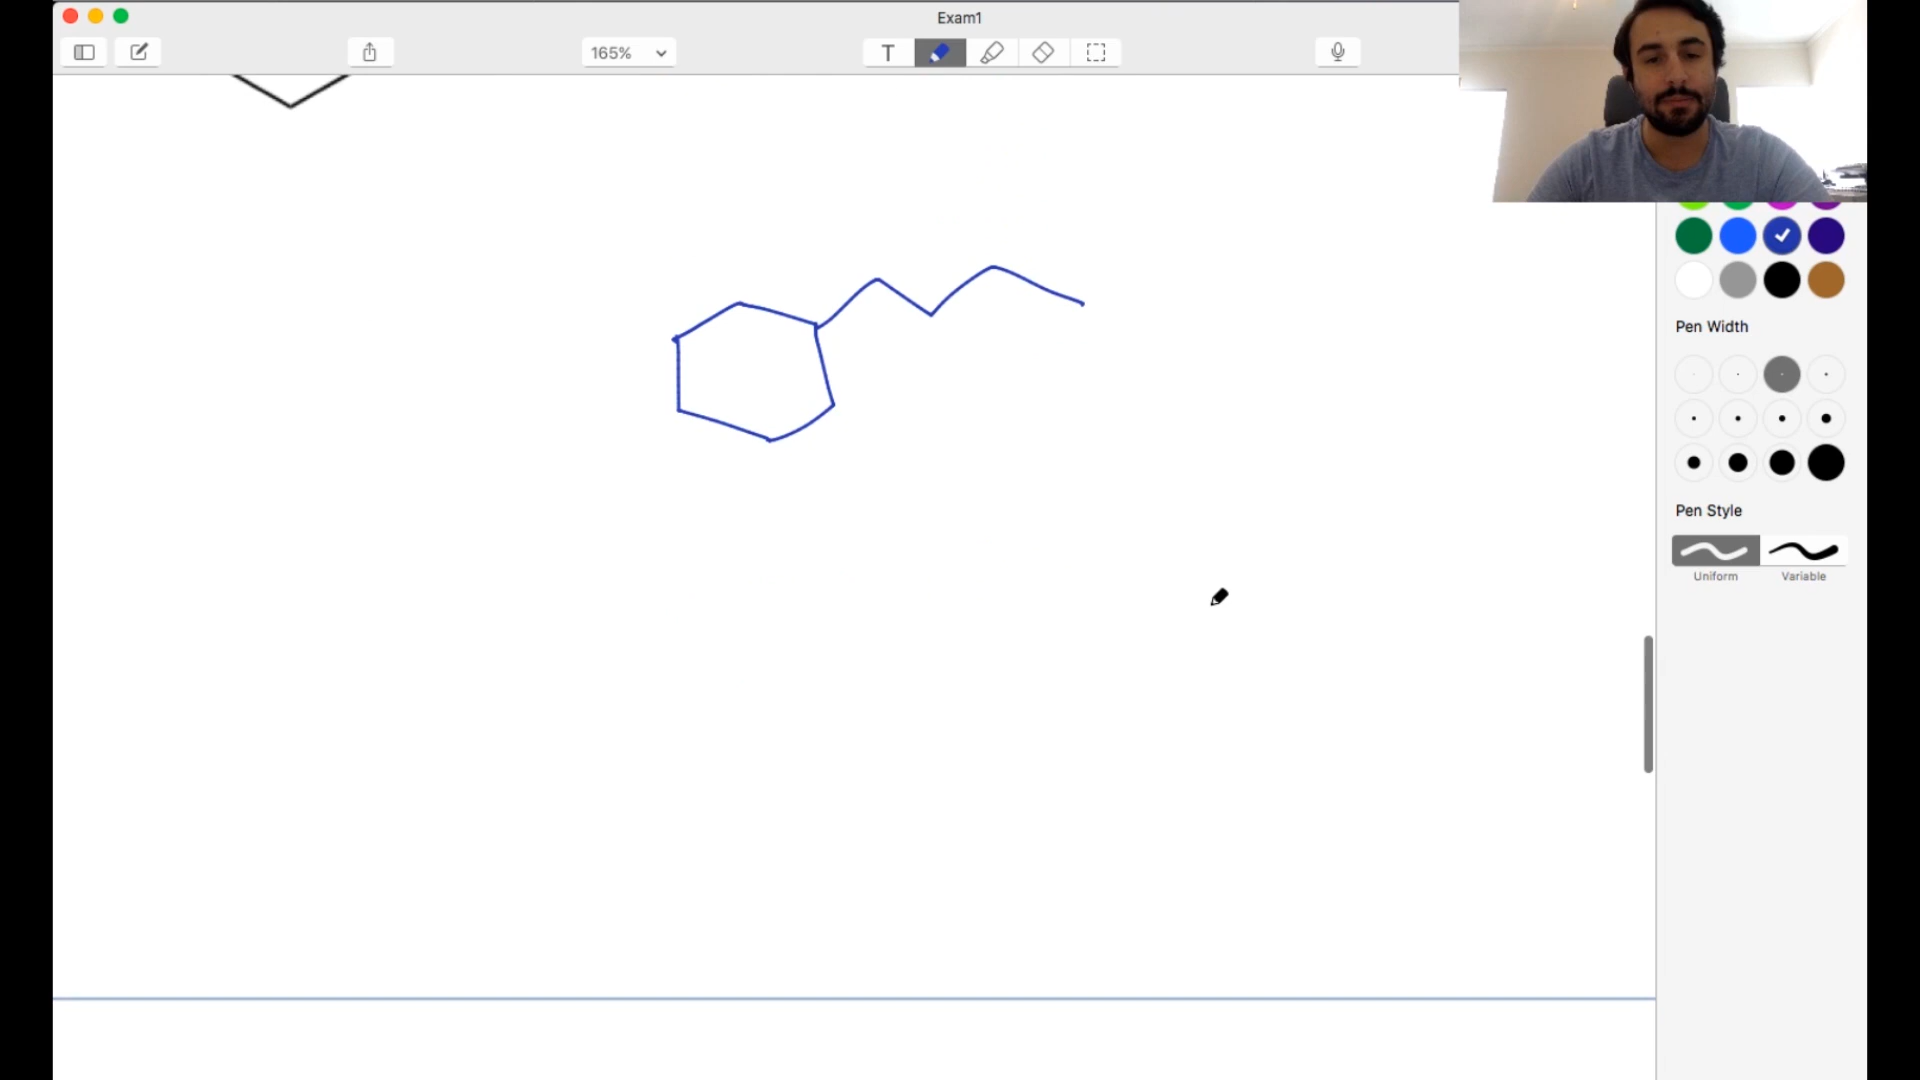 Exam1
165%
T
Pen Width
Pen Style
Uniform
Variable